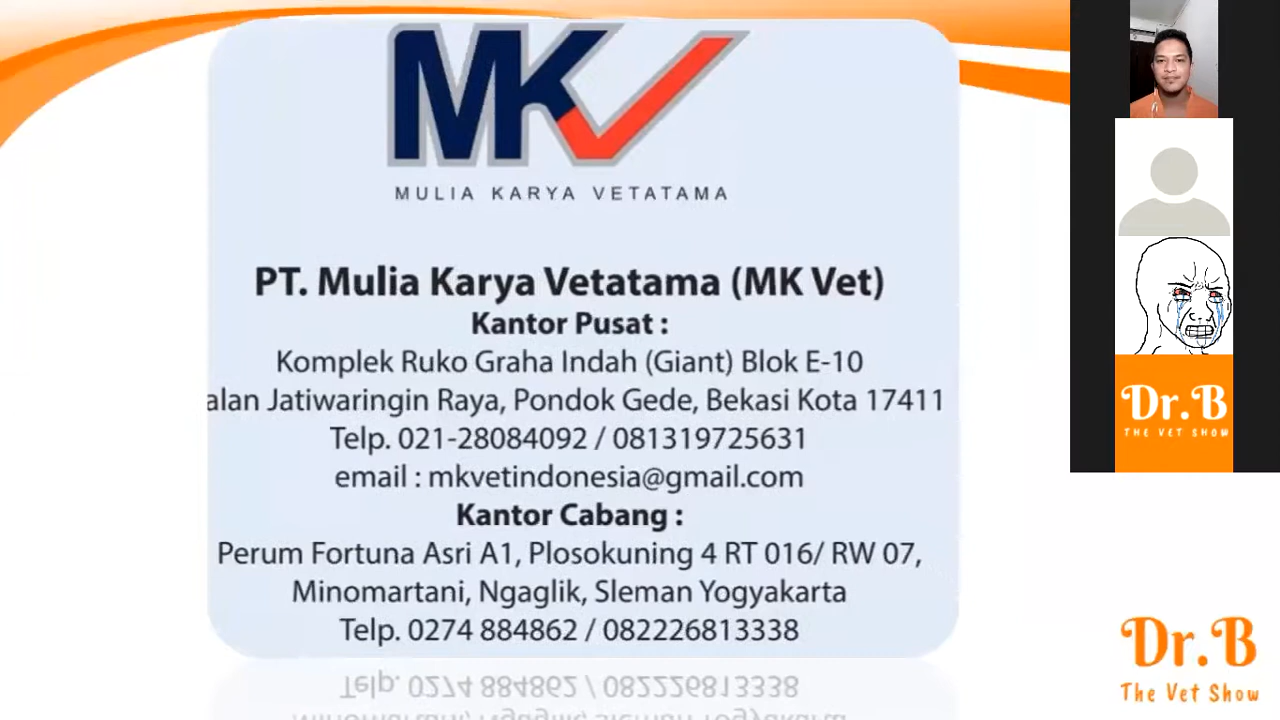 MKV
MULIA KARYA VETATAMA
PT. Mulia Karya Vetatama (MK Vet)
Kantor Pusat :
Komplek Ruko Graha Indah (Giant) Blok E-10
alan Jatiwaringin Raya, Pondok Gede, Bekasi Kota 17411
Telp. 021-28084092 / 081319725631
email : mkvetindonesia@gmail.com
Kantor Cabang :
Perum Fortuna Asri A1, Plosokuning 4 RT 016/ RW 07,
Minomartani, Ngaglik, Sleman Yogyakarta
Telp. 0274 884862 / 082226813338
Dr.B
THE VET SHOW
Dr.B
The Vet Show